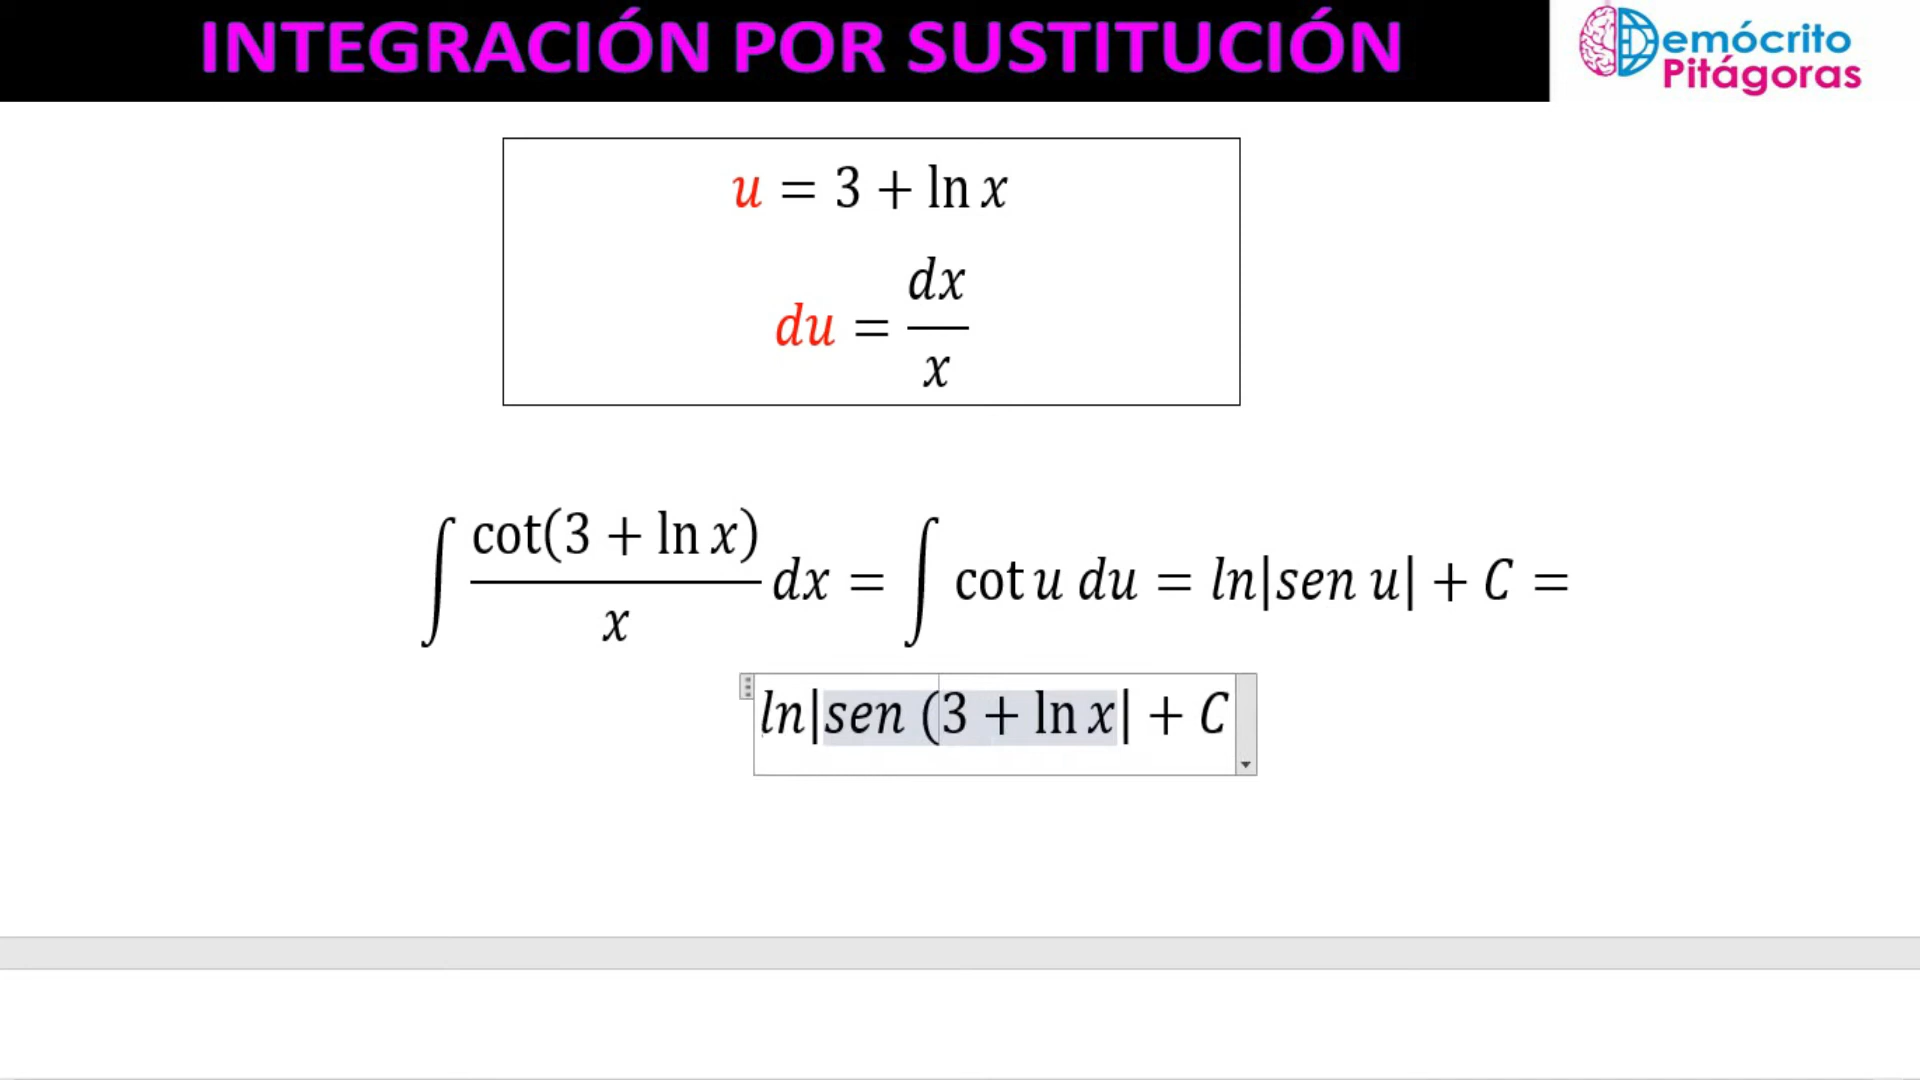 INTEGRACIÓN POR SUSTITUCIÓN
Demócrito
Pitágoras
u = 3 + ln x
du = dx/x
∫ cot(3 + ln x)/x dx = ∫ cot u du = ln|sen u| + C =
ln|sen (3 + ln x| + C